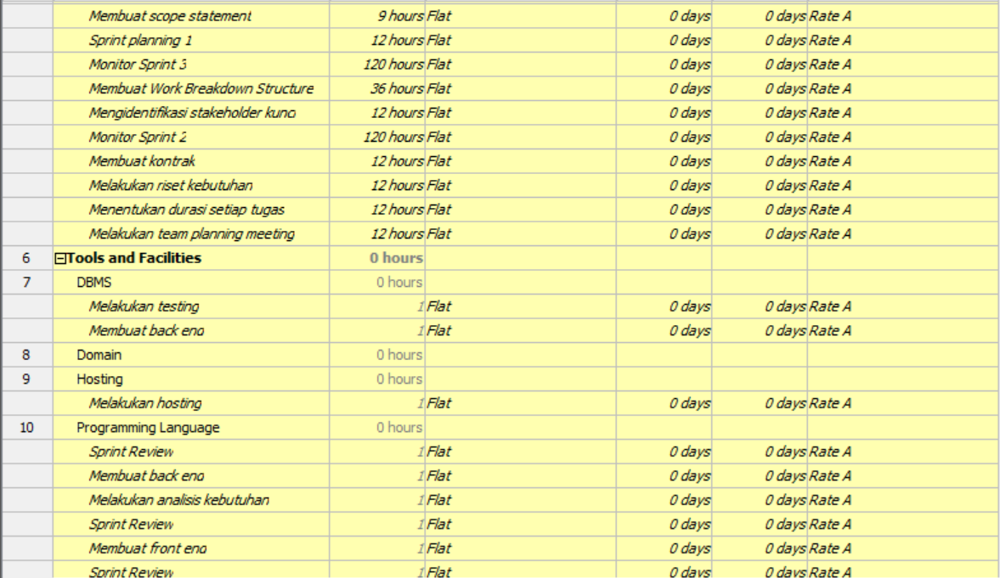 Membuat scope statement 9 hours Flat 0 days 0 days Rate A
Sprint planning 1 12 hours Flat 0 days 0 days Rate A
Monitor Sprint 3 120 hours Flat 0 days 0 days Rate A
Membuat Work Breakdown Structure 36 hours Flat 0 days 0 days Rate A
Mengidentifikasi stakeholder kunci 12 hours Flat 0 days 0 days Rate A
Monitor Sprint 2 120 hours Flat 0 days 0 days Rate A
Membuat kontrak 12 hours Flat 0 days 0 days Rate A
Melakukan riset kebutuhan 12 hours Flat 0 days 0 days Rate A
Menentukan durasi setiap tugas 12 hours Flat 0 days 0 days Rate A
Melakukan team planning meeting 12 hours Flat 0 days 0 days Rate A
6 Tools and Facilities 0 hours
7 DBMS 0 hours
Melakukan testing 1 Flat 0 days 0 days Rate A
Membuat back end 1 Flat 0 days 0 days Rate A
8 Domain 0 hours
9 Hosting 0 hours
Melakukan hosting 1 Flat 0 days 0 days Rate A
10 Programming Language 0 hours
Sprint Review 1 Flat 0 days 0 days Rate A
Membuat back end 1 Flat 0 days 0 days Rate A
Melakukan analisis kebutuhan 1 Flat 0 days 0 days Rate A
Sprint Review 1 Flat 0 days 0 days Rate A
Membuat front end 1 Flat 0 days 0 days Rate A
Sprint Review 1 Flat 0 days 0 days Rate A